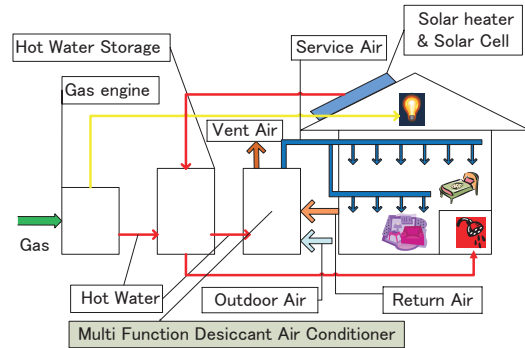 Solar heater
& Solar Cell
Hot Water Storage
Service Air
Gas engine
Vent Air
Gas
Hot Water
Outdoor Air
Return Air
Multi Function Desiccant Air Conditioner